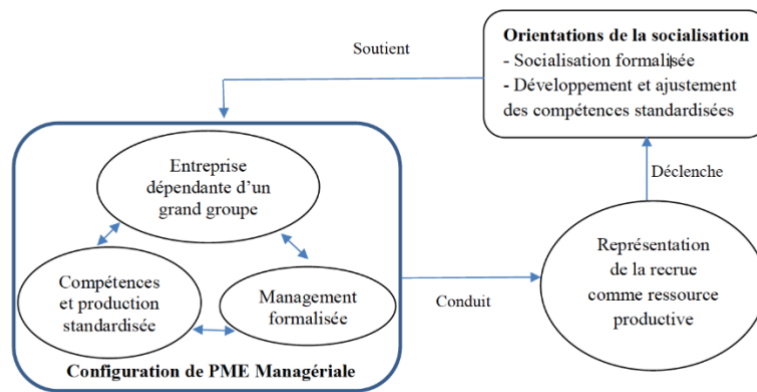 Soutient
Orientations de la socialisation
- Socialisation formalisée
- Développement et ajustement
des compétences standardisées
Entreprise
dépendante d'un
grand groupe
Déclenche
Compétences
et production
standardisée
Management
formalisée
Conduit
Représentation
de la recrue
comme ressource
productive
Configuration de PME Managériale